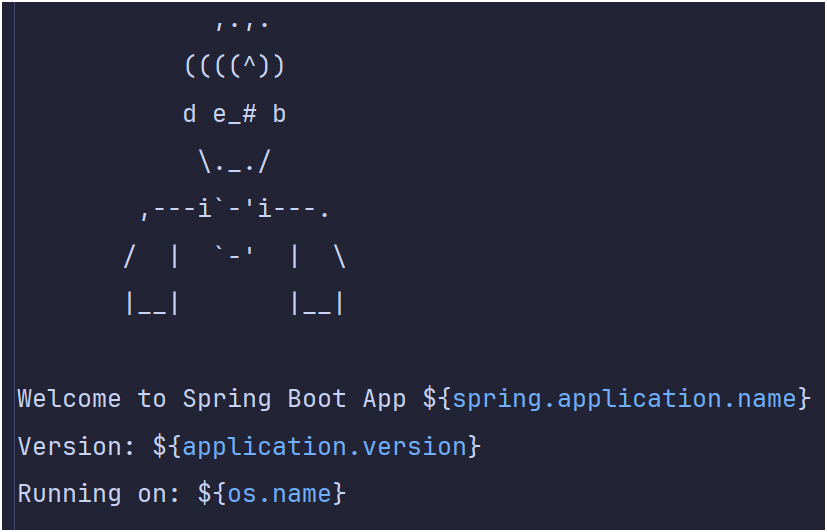 ,.,.
           ((((^))
           d e_# b
            \._./
        ,---i`-'i---.
       /  |  `-'  |  \
       |__|       |__|
Welcome to Spring Boot App ${spring.application.name}
Version: ${application.version}
Running on: ${os.name}